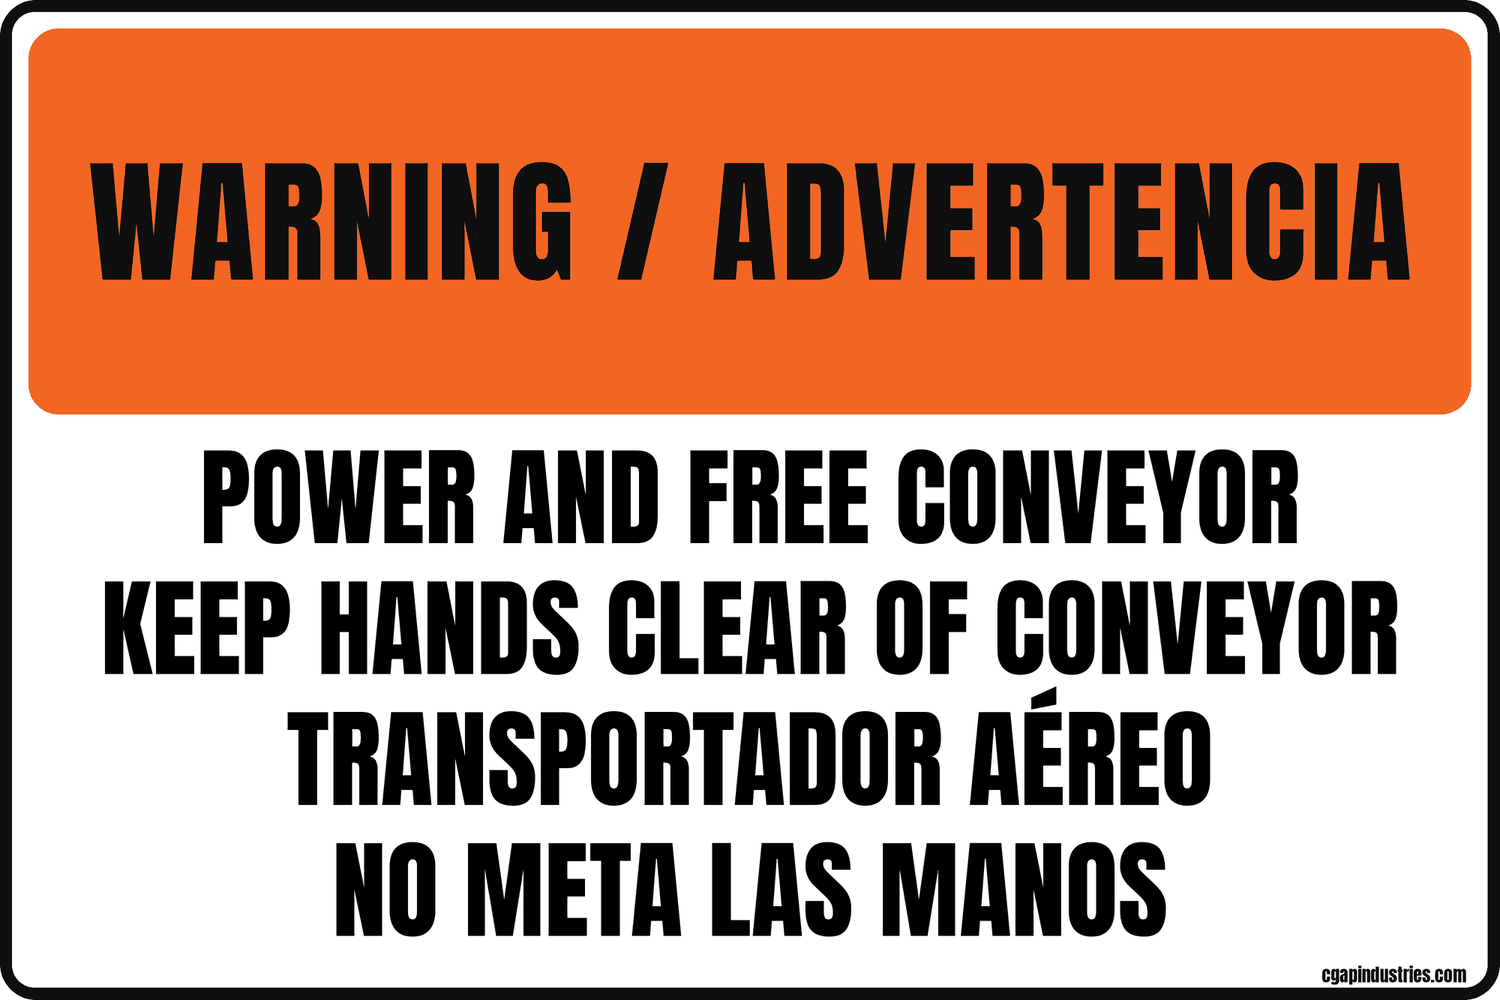 WARNING / ADVERTENCIA
POWER AND FREE CONVEYOR
KEEP HANDS CLEAR OF CONVEYOR
TRANSPORTADOR AÉREO
NO META LAS MANOS
cgapindustries.com